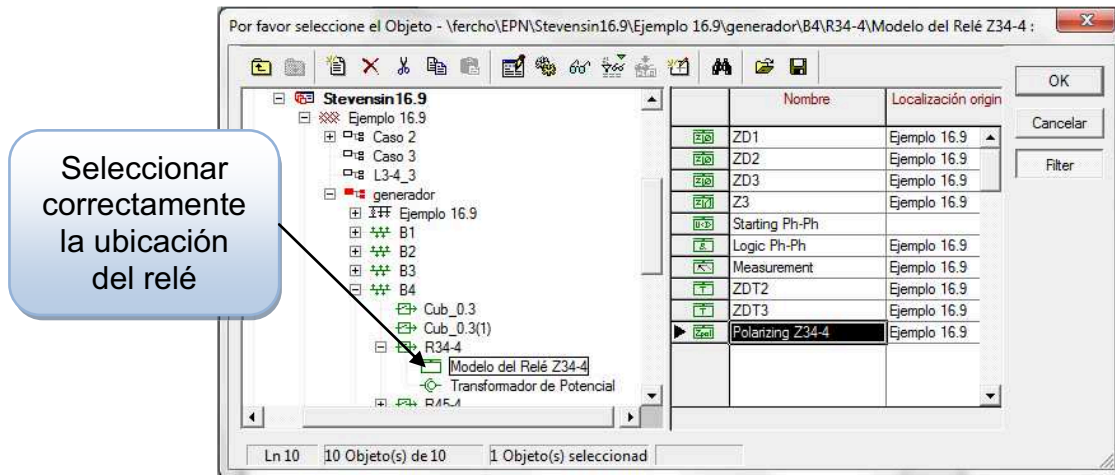 Por favor seleccione el Objeto - \fercho\EPN\Stevensin16.9\Ejemplo 16.9\generador\B4\R34-4\Modelo del Relé Z34-4 :
OK
Cancelar
Filter
Seleccionar
correctamente
la ubicación
del relé
Stevensin16.9
Ejemplo 16.9
Caso 2
Caso 3
L3-4_3
generador
Ejemplo 16.9
B1
B2
B3
B4
Cub_0.3
Cub_0.3(1)
R34-4
Modelo del Relé Z34-4
Transformador de Potencial
R45-4
Nombre Localización origin
ZD1 Ejemplo 16.9
ZD2 Ejemplo 16.9
ZD3 Ejemplo 16.9
Z3 Ejemplo 16.9
Starting Ph-Ph
Logic Ph-Ph Ejemplo 16.9
Measurement Ejemplo 16.9
ZDT2 Ejemplo 16.9
ZDT3 Ejemplo 16.9
Polarizing Z34-4 Ejemplo 16.9
Ln 10 10 Objeto(s) de 10 1 Objeto(s) seleccionad